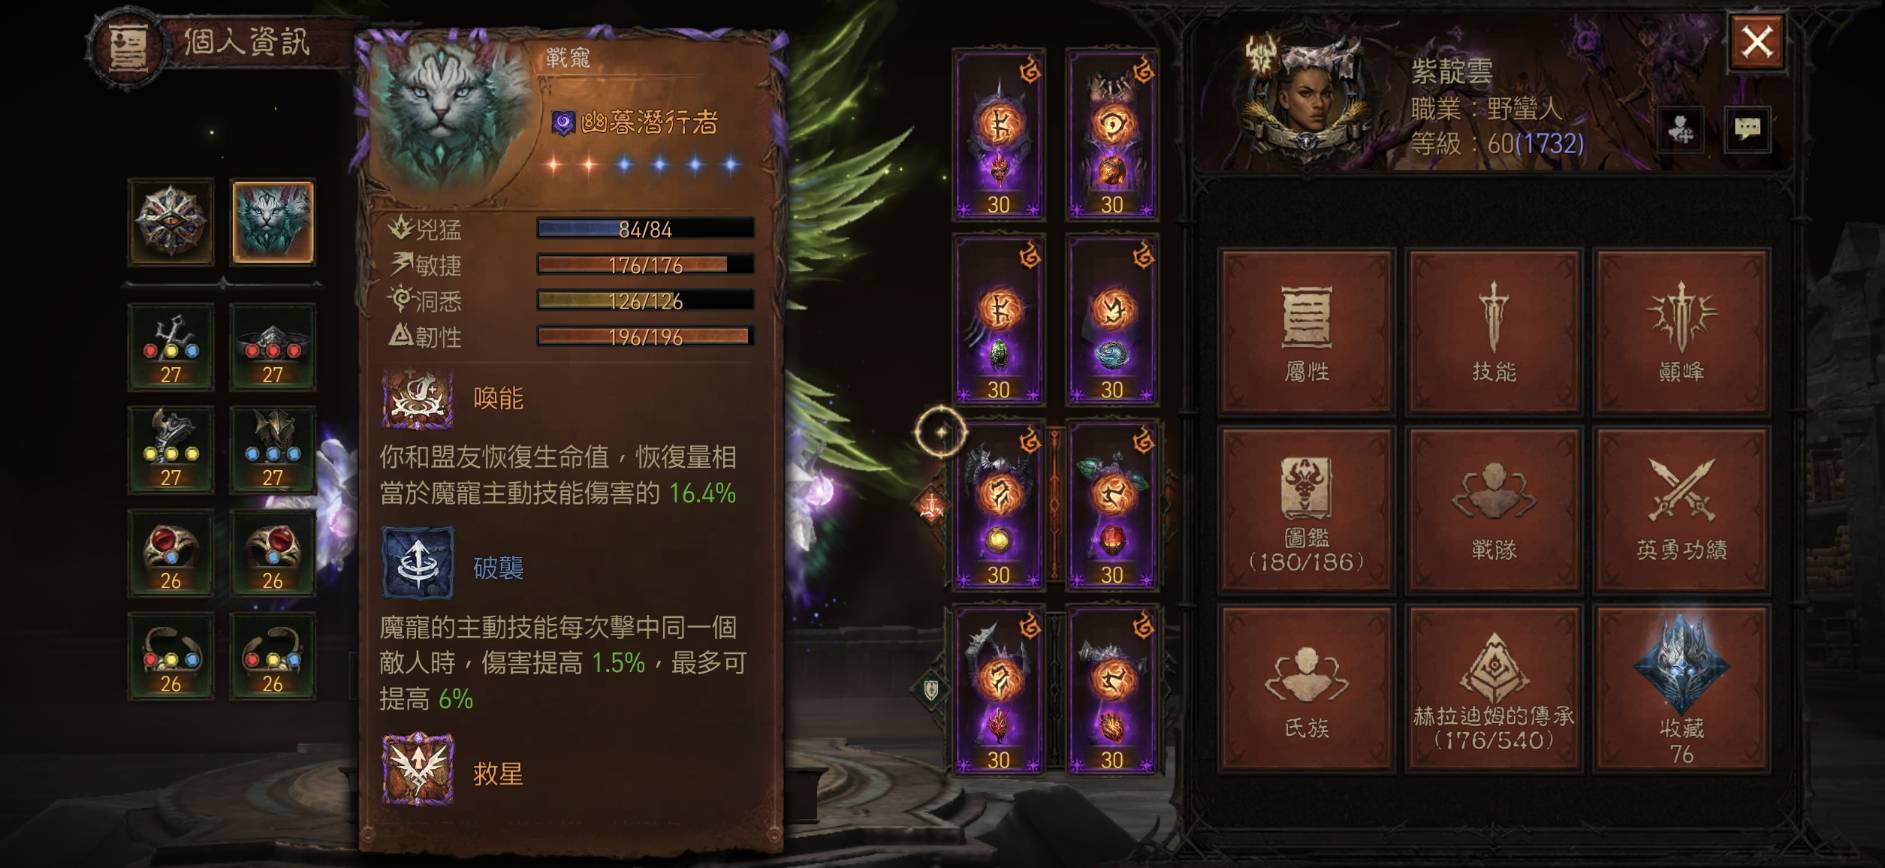 個人資訊
27
27
27
27
26
26
26
26
戰寵
幽暮潛行者
兇猛 84/84
敏捷 176/176
洞悉 126/126
韌性 196/196
喚能
你和盟友恢復生命值，恢復量相
當於魔寵主動技能傷害的 16.4%
破襲
魔寵的主動技能每次擊中同一個
敵人時，傷害提高 1.5%，最多可
提高 6%
救星
30
30
30
30
30
30
30
30
紫靛雲
職業：野蠻人
等級：60(1732)
屬性
技能
巔峰
圖鑑
(180/186)
戰隊
英勇功績
氏族
赫拉迪姆的傳承
(176/540)
收藏
76